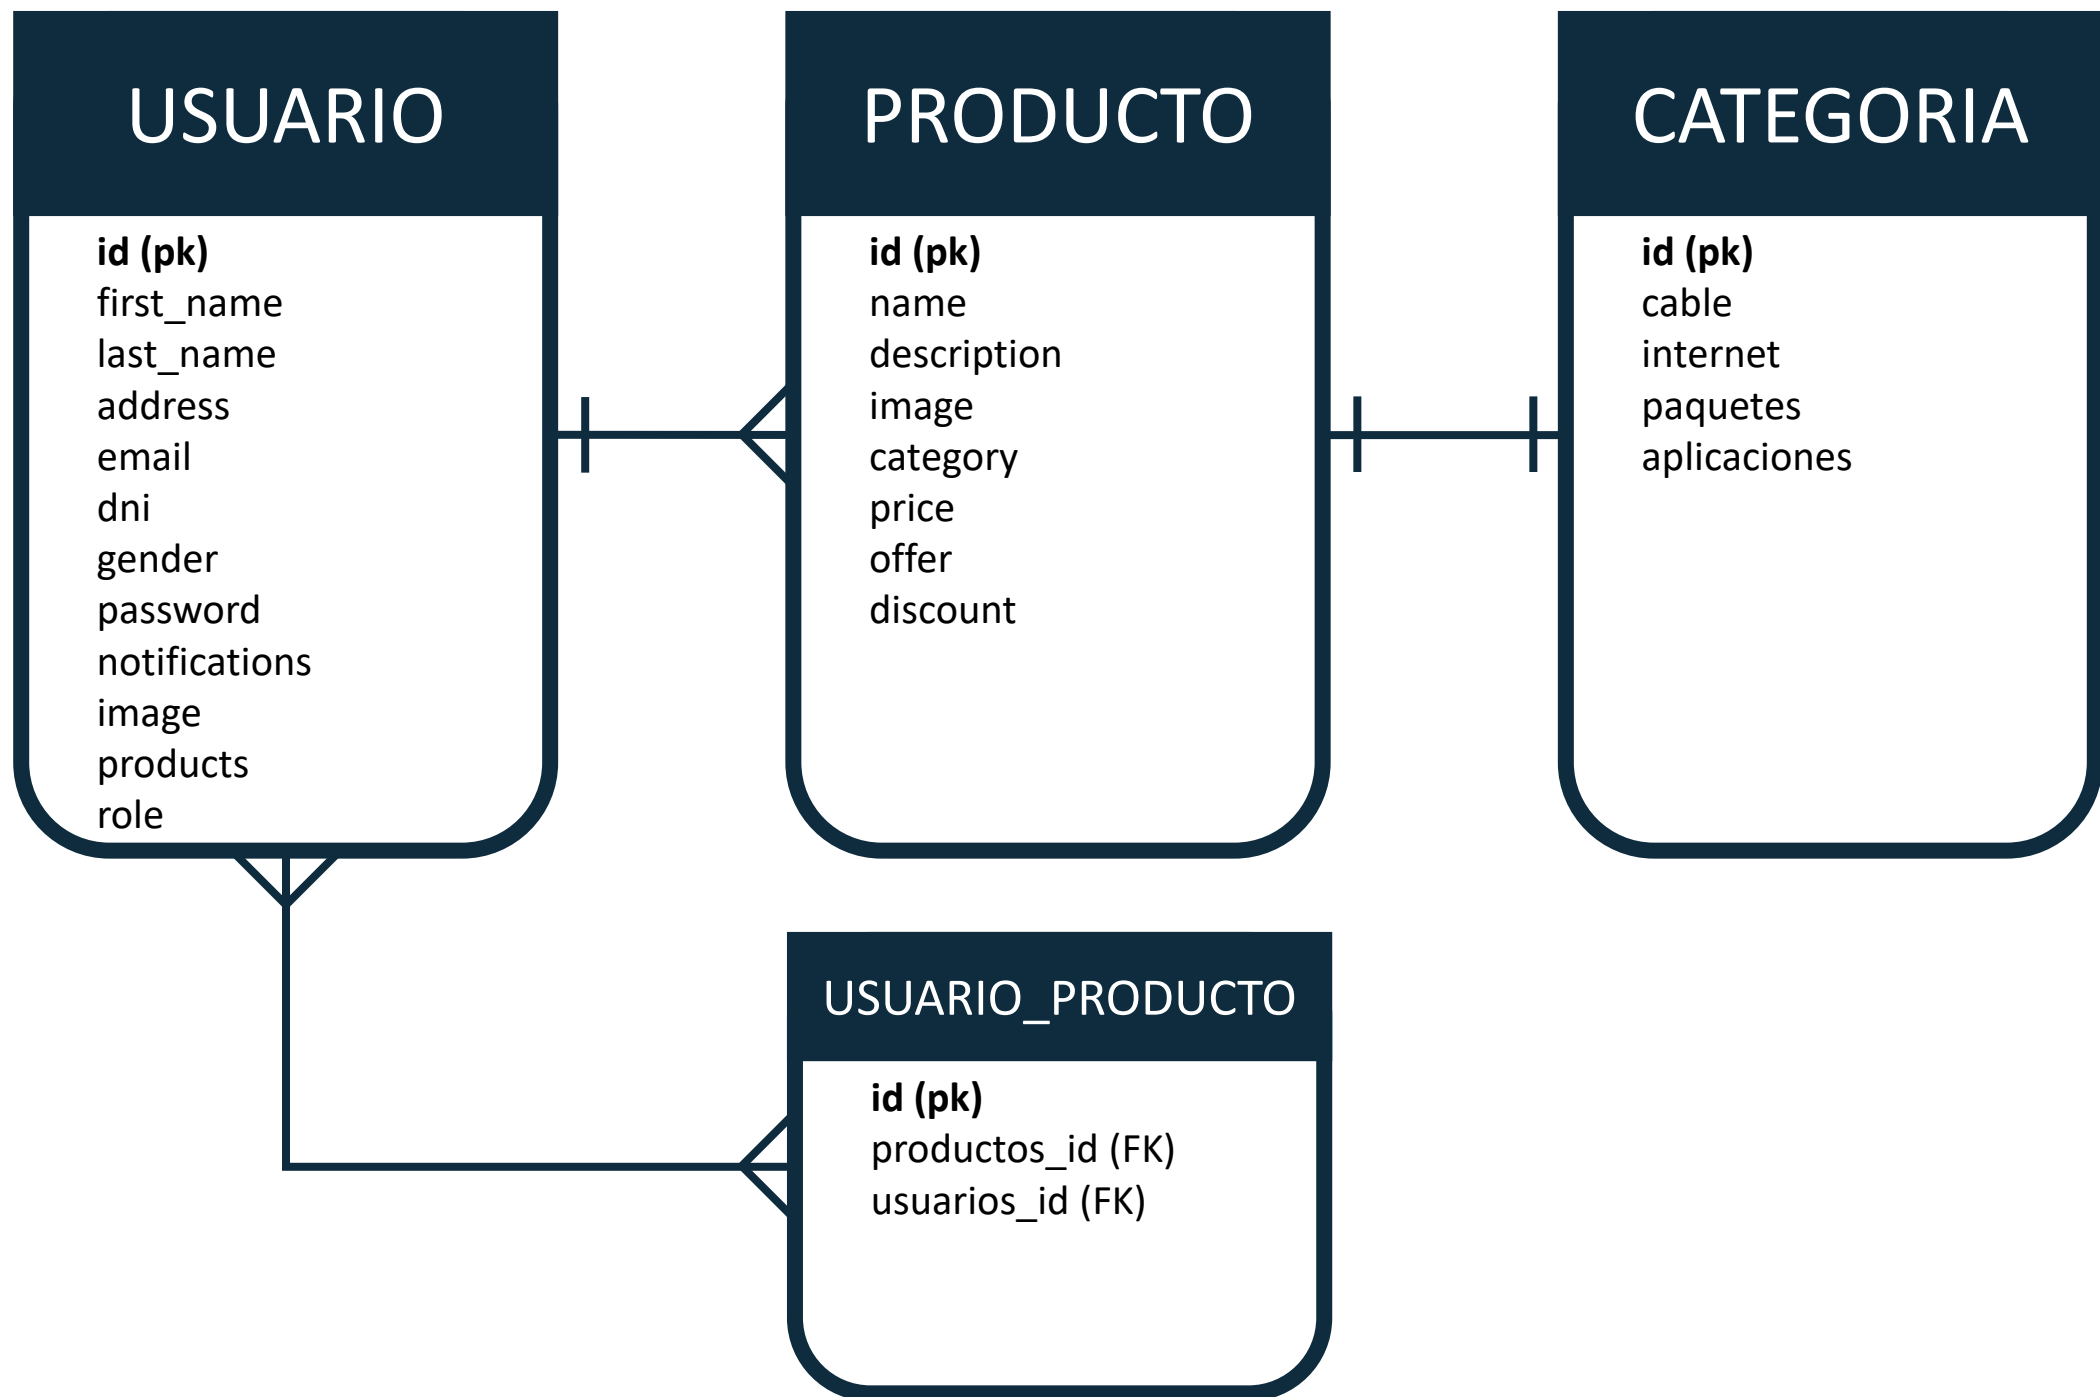 USUARIO
id (pk)
first_name
last_name
address
email
dni
gender
password
notifications
image
products
role
PRODUCTO
id (pk)
name
description
image
category
price
offer
discount
CATEGORIA
id (pk)
cable
internet
paquetes
aplicaciones
USUARIO_PRODUCTO
id (pk)
productos_id (FK)
usuarios_id (FK)